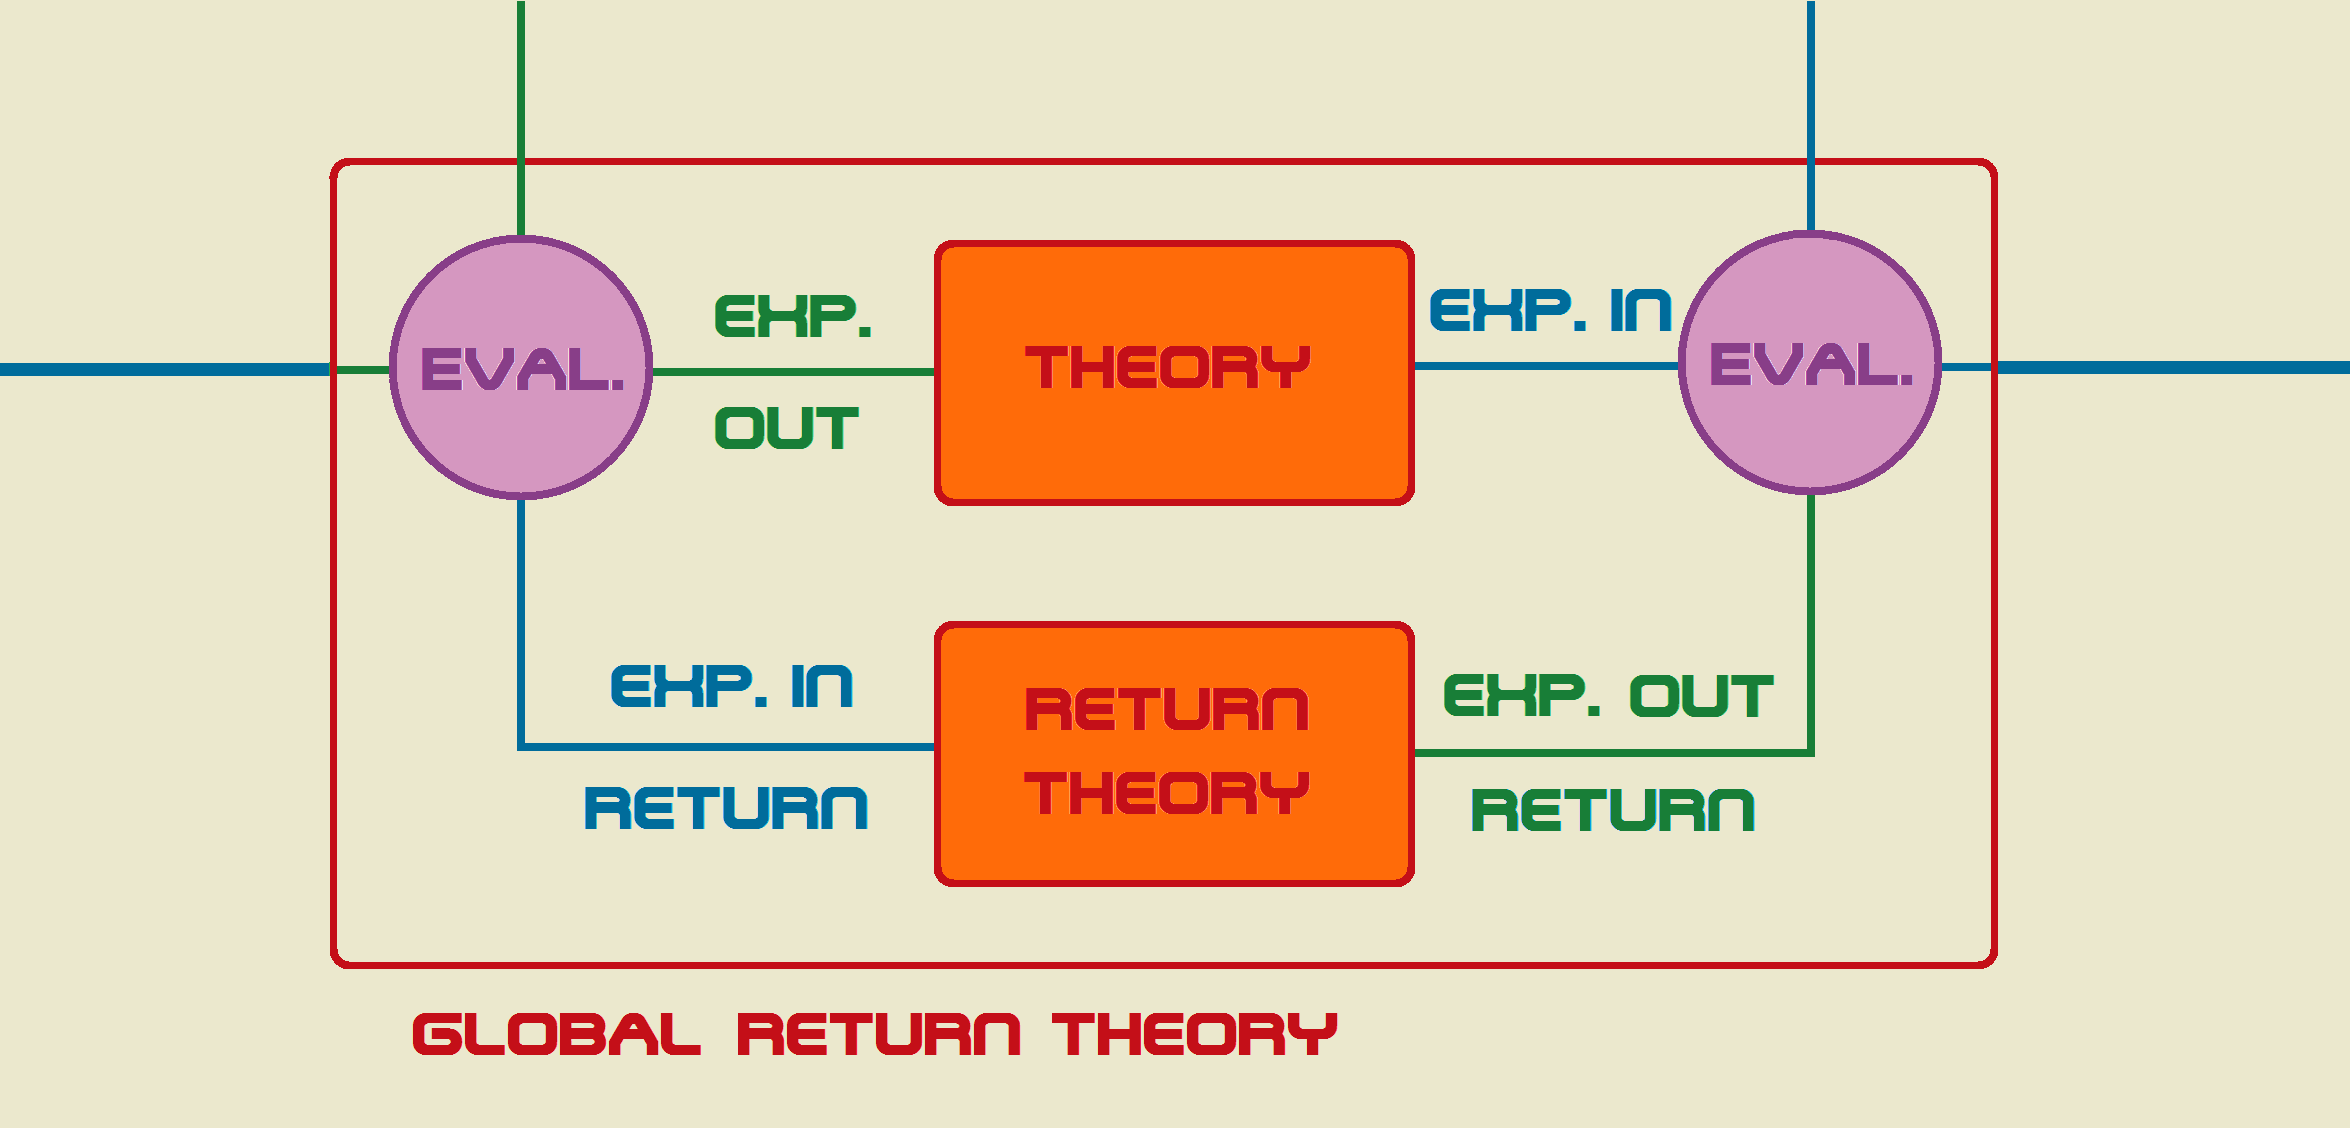 EXP.
OUT
EVAL.
THEORY
EXP. IN
EVAL.
EXP. IN
RETURN
RETURN
THEORY
EXP. OUT
RETURN
GLOBAL RETURN THEORY